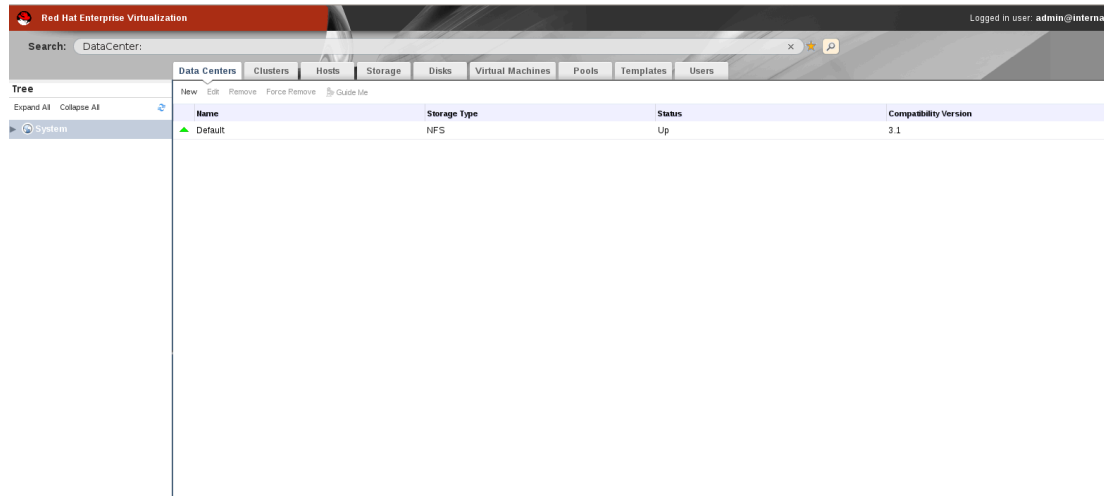 Red Hat Enterprise Virtualization
Logged in user: admin@interna
Search: DataCenter:
Data Centers Clusters Hosts Storage Disks Virtual Machines Pools Templates Users
Tree
New Edit Remove Force Remove Guide Me
Expand All Collapse All
Name Storage Type Status Compatibility Version
System
Default NFS Up 3.1